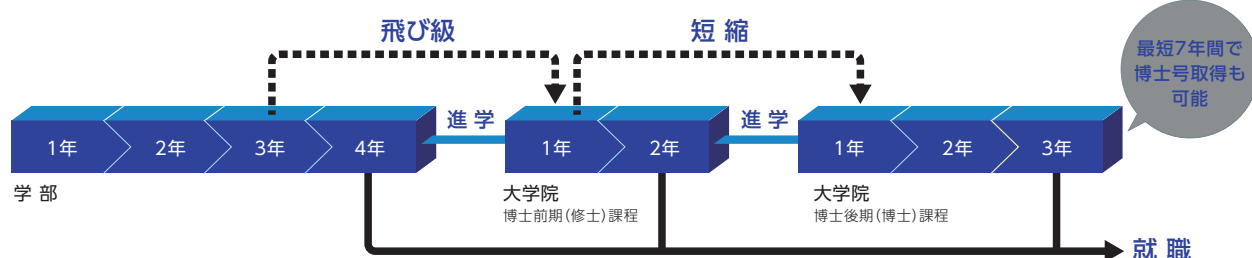 飛び級
短縮
最短7年間で
博士号取得も
可能
進学
進学
1年
2年
3年
4年
1年
2年
1年
2年
3年
学部
大学院
博士前期(修士)課程
大学院
博士後期(博士)課程
就職